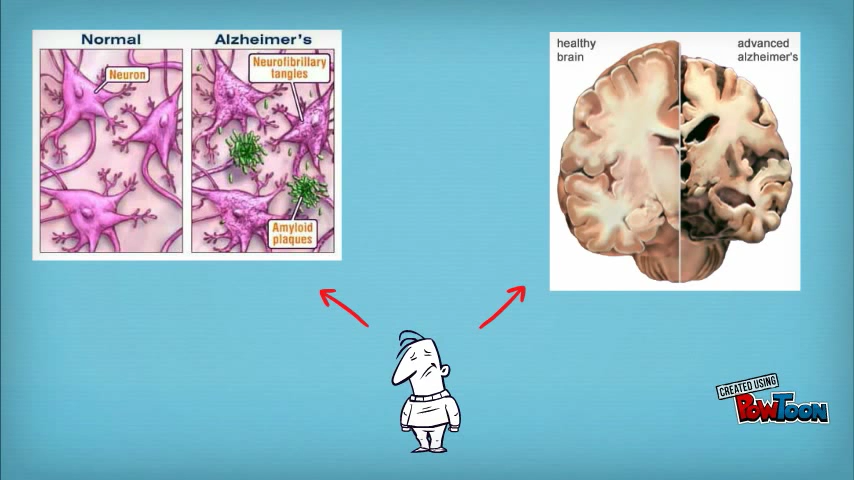 Normal
Alzheimer's
Neuron
Neurofibrillary
tangles
Amyloid
plaques
healthy
brain
advanced
alzheimer's
CREATED USING
POWTOON